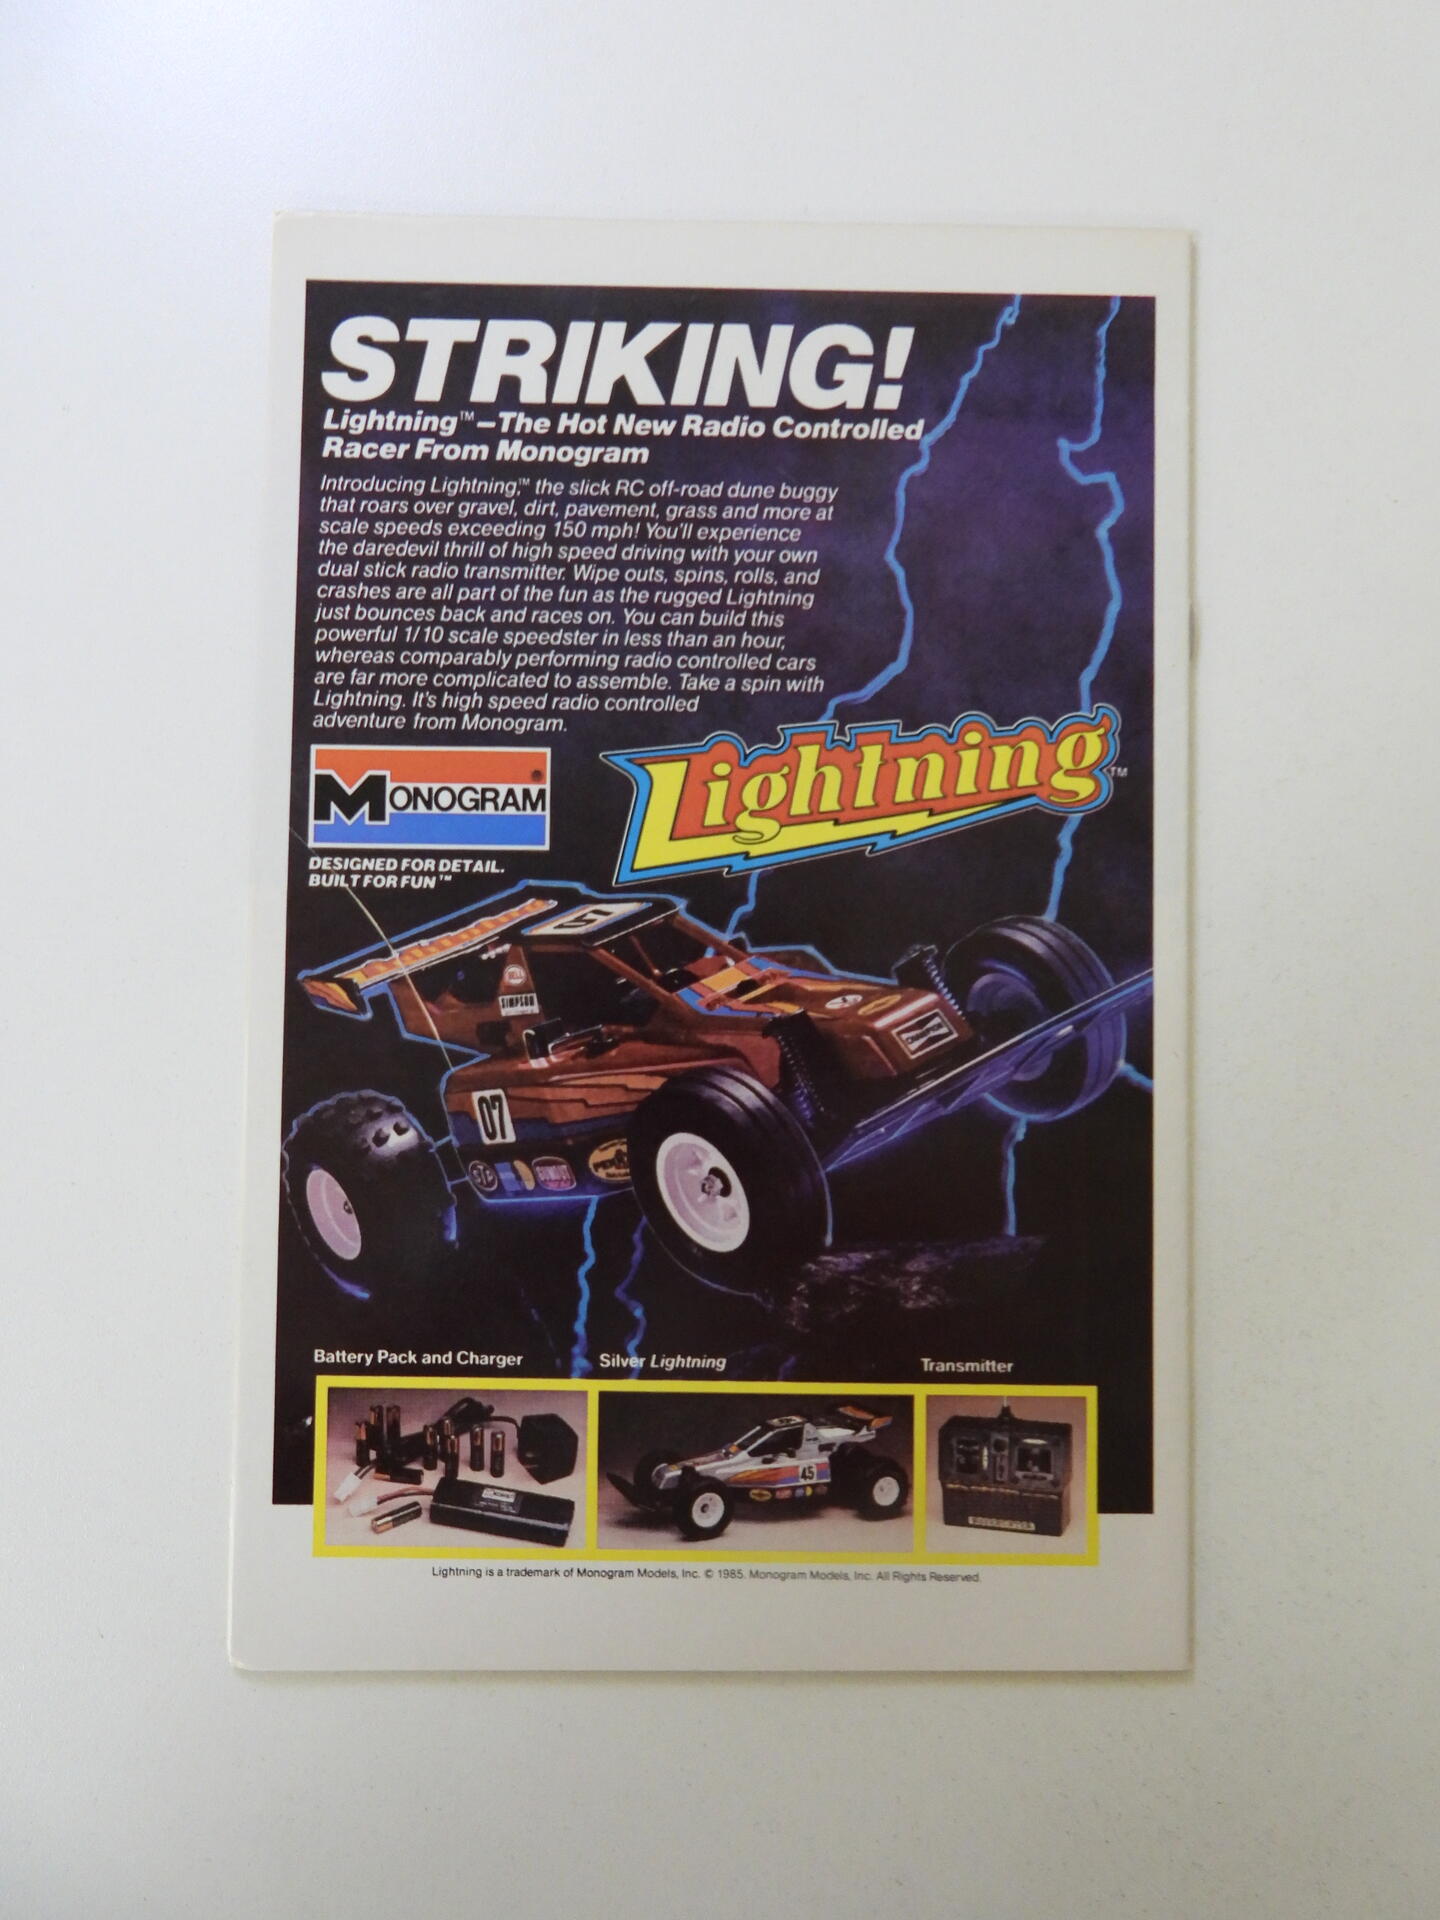 STRIKING!
Lightning™—The Hot New Radio Controlled
Racer From Monogram
Introducing Lightning,™ the slick RC off-road dune buggy
that roars over gravel, dirt, pavement, grass and more at
scale speeds exceeding 150 mph! You'll experience
the daredevil thrill of high speed driving with your own
dual stick radio transmitter. Wipe outs, spins, rolls, and
crashes are all part of the fun as the rugged Lightning
just bounces back and races on. You can build this
powerful 1/10 scale speedster in less than an hour,
whereas comparably performing radio controlled cars
are far more complicated to assemble. Take a spin with
Lightning. It's high speed radio controlled
adventure from Monogram.
MONOGRAM
Lightning™
DESIGNED FOR DETAIL.
BUILT FOR FUN™
Lightning
07
BELL
SIMPSON
CHAMPION
07
STP
Battery Pack and Charger
Silver Lightning
Transmitter
45
Lightning is a trademark of Monogram Models, Inc. © 1985. Monogram Models, Inc. All Rights Reserved.